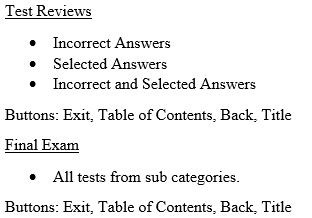 Test Reviews
• Incorrect Answers
• Selected Answers
• Incorrect and Selected Answers
Buttons: Exit, Table of Contents, Back, Title
Final Exam
• All tests from sub categories.
Buttons: Exit, Table of Contents, Back, Title